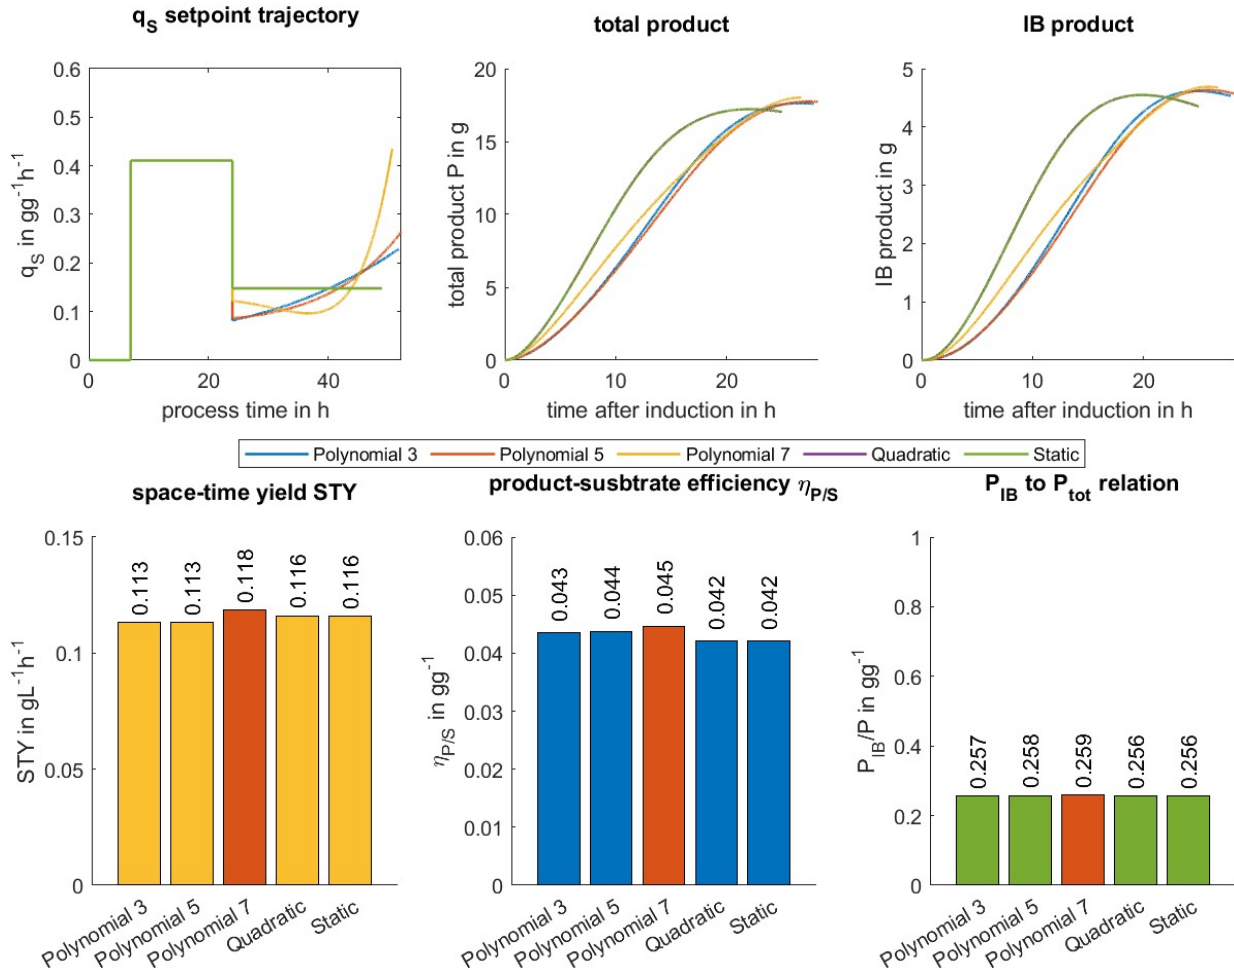 qS setpoint trajectory
total product
IB product
0.6
0.5
0.4
0.3
0.2
0.1
0
qS in gg-1h-1
0
20
40
process time in h
20
15
10
5
0
total product P in g
0
10
20
time after induction in h
5
4
3
2
1
0
IB product in g
0
10
20
time after induction in h
Polynomial 3
Polynomial 5
Polynomial 7
Quadratic
Static
space-time yield STY
product-susbtrate efficiency ηP/S
PIB to Ptot relation
0.15
0.1
0.05
0
STY in gL-1h-1
0.113
0.113
0.118
0.116
0.116
Polynomial 3
Polynomial 5
Polynomial 7
Quadratic
Static
0.06
0.05
0.04
0.03
0.02
0.01
0
ηP/S in gg-1
0.043
0.044
0.045
0.042
0.042
Polynomial 3
Polynomial 5
Polynomial 7
Quadratic
Static
1
0.8
0.6
0.4
0.2
0
PIB/P in gg-1
0.257
0.258
0.259
0.256
0.256
Polynomial 3
Polynomial 5
Polynomial 7
Quadratic
Static